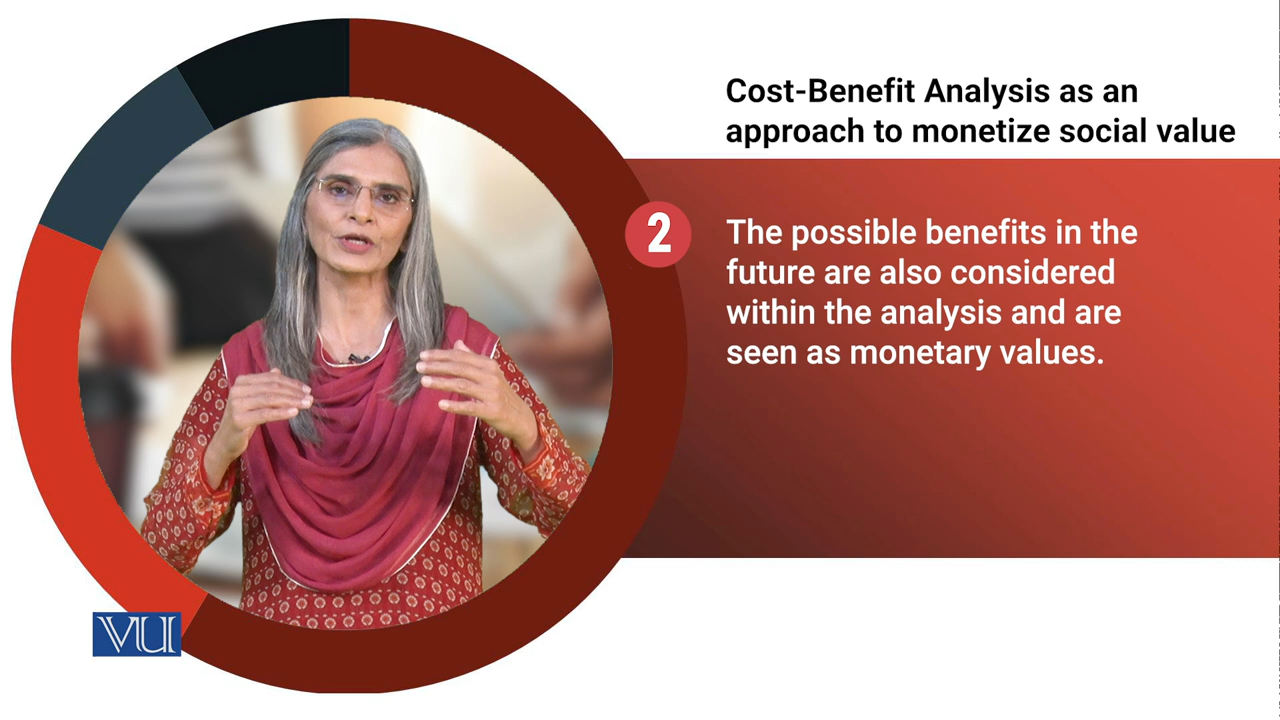 Cost-Benefit Analysis as an
approach to monetize social value
2
The possible benefits in the
future are also considered
within the analysis and are
seen as monetary values.
VU